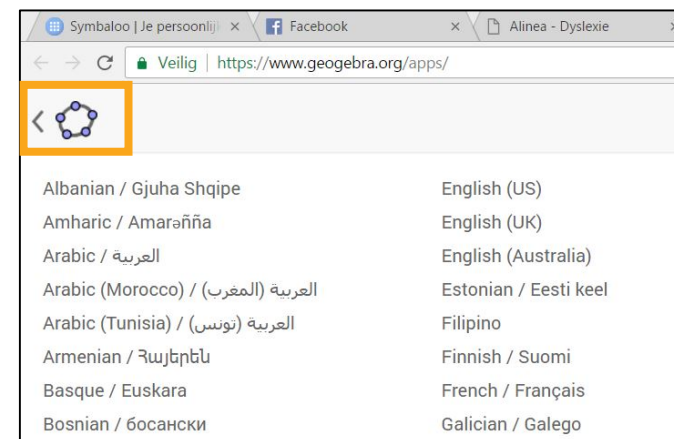 Symbaloo | Je persoonlij
Facebook
Alinea - Dyslexie
Veilig | https://www.geogebra.org/apps/
Albanian / Gjuha Shqipe
English (US)
Amharic / Amarəñña
English (UK)
Arabic / العربية
English (Australia)
Arabic (Morocco) / العربية (المغرب)
Estonian / Eesti keel
Arabic (Tunisia) / العربية (تونس)
Filipino
Armenian / Հայերեն
Finnish / Suomi
Basque / Euskara
French / Français
Bosnian / босански
Galician / Galego